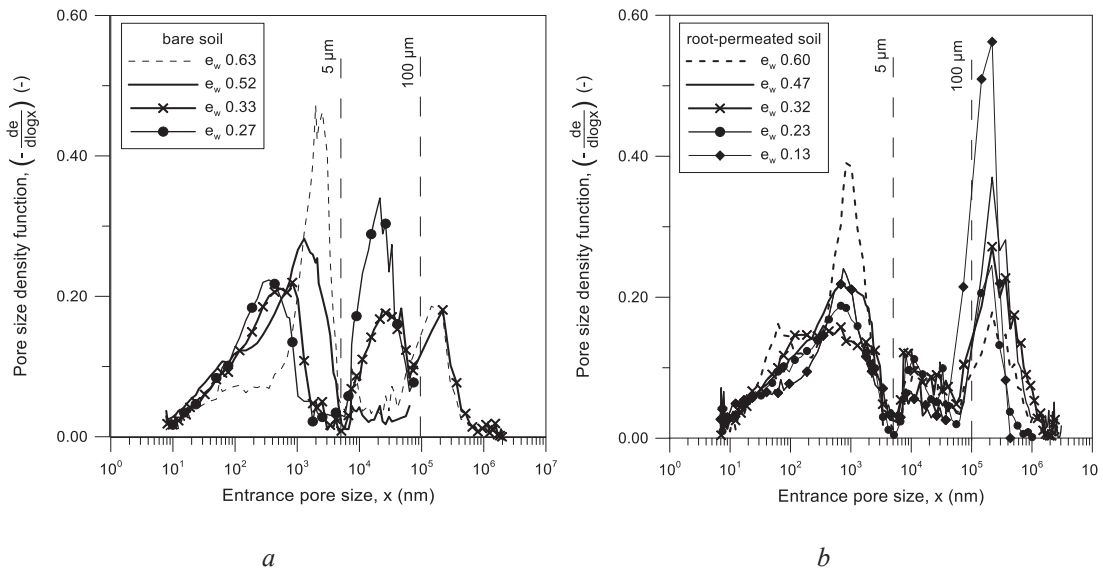 0.60
0.40
0.20
0.00
Pore size density function, (- de/dlogx) (-)
bare soil
e_w 0.63
e_w 0.52
e_w 0.33
e_w 0.27
5 µm
100 µm
10^0 10^1 10^2 10^3 10^4 10^5 10^6 10^7
Entrance pore size, x (nm)
a
0.60
0.40
0.20
0.00
Pore size density function, (- de/dlogx) (-)
root-permeated soil
e_w 0.60
e_w 0.47
e_w 0.32
e_w 0.23
e_w 0.13
5 µm
100 µm
10^0 10^1 10^2 10^3 10^4 10^5 10^6 10
Entrance pore size, x (nm)
b